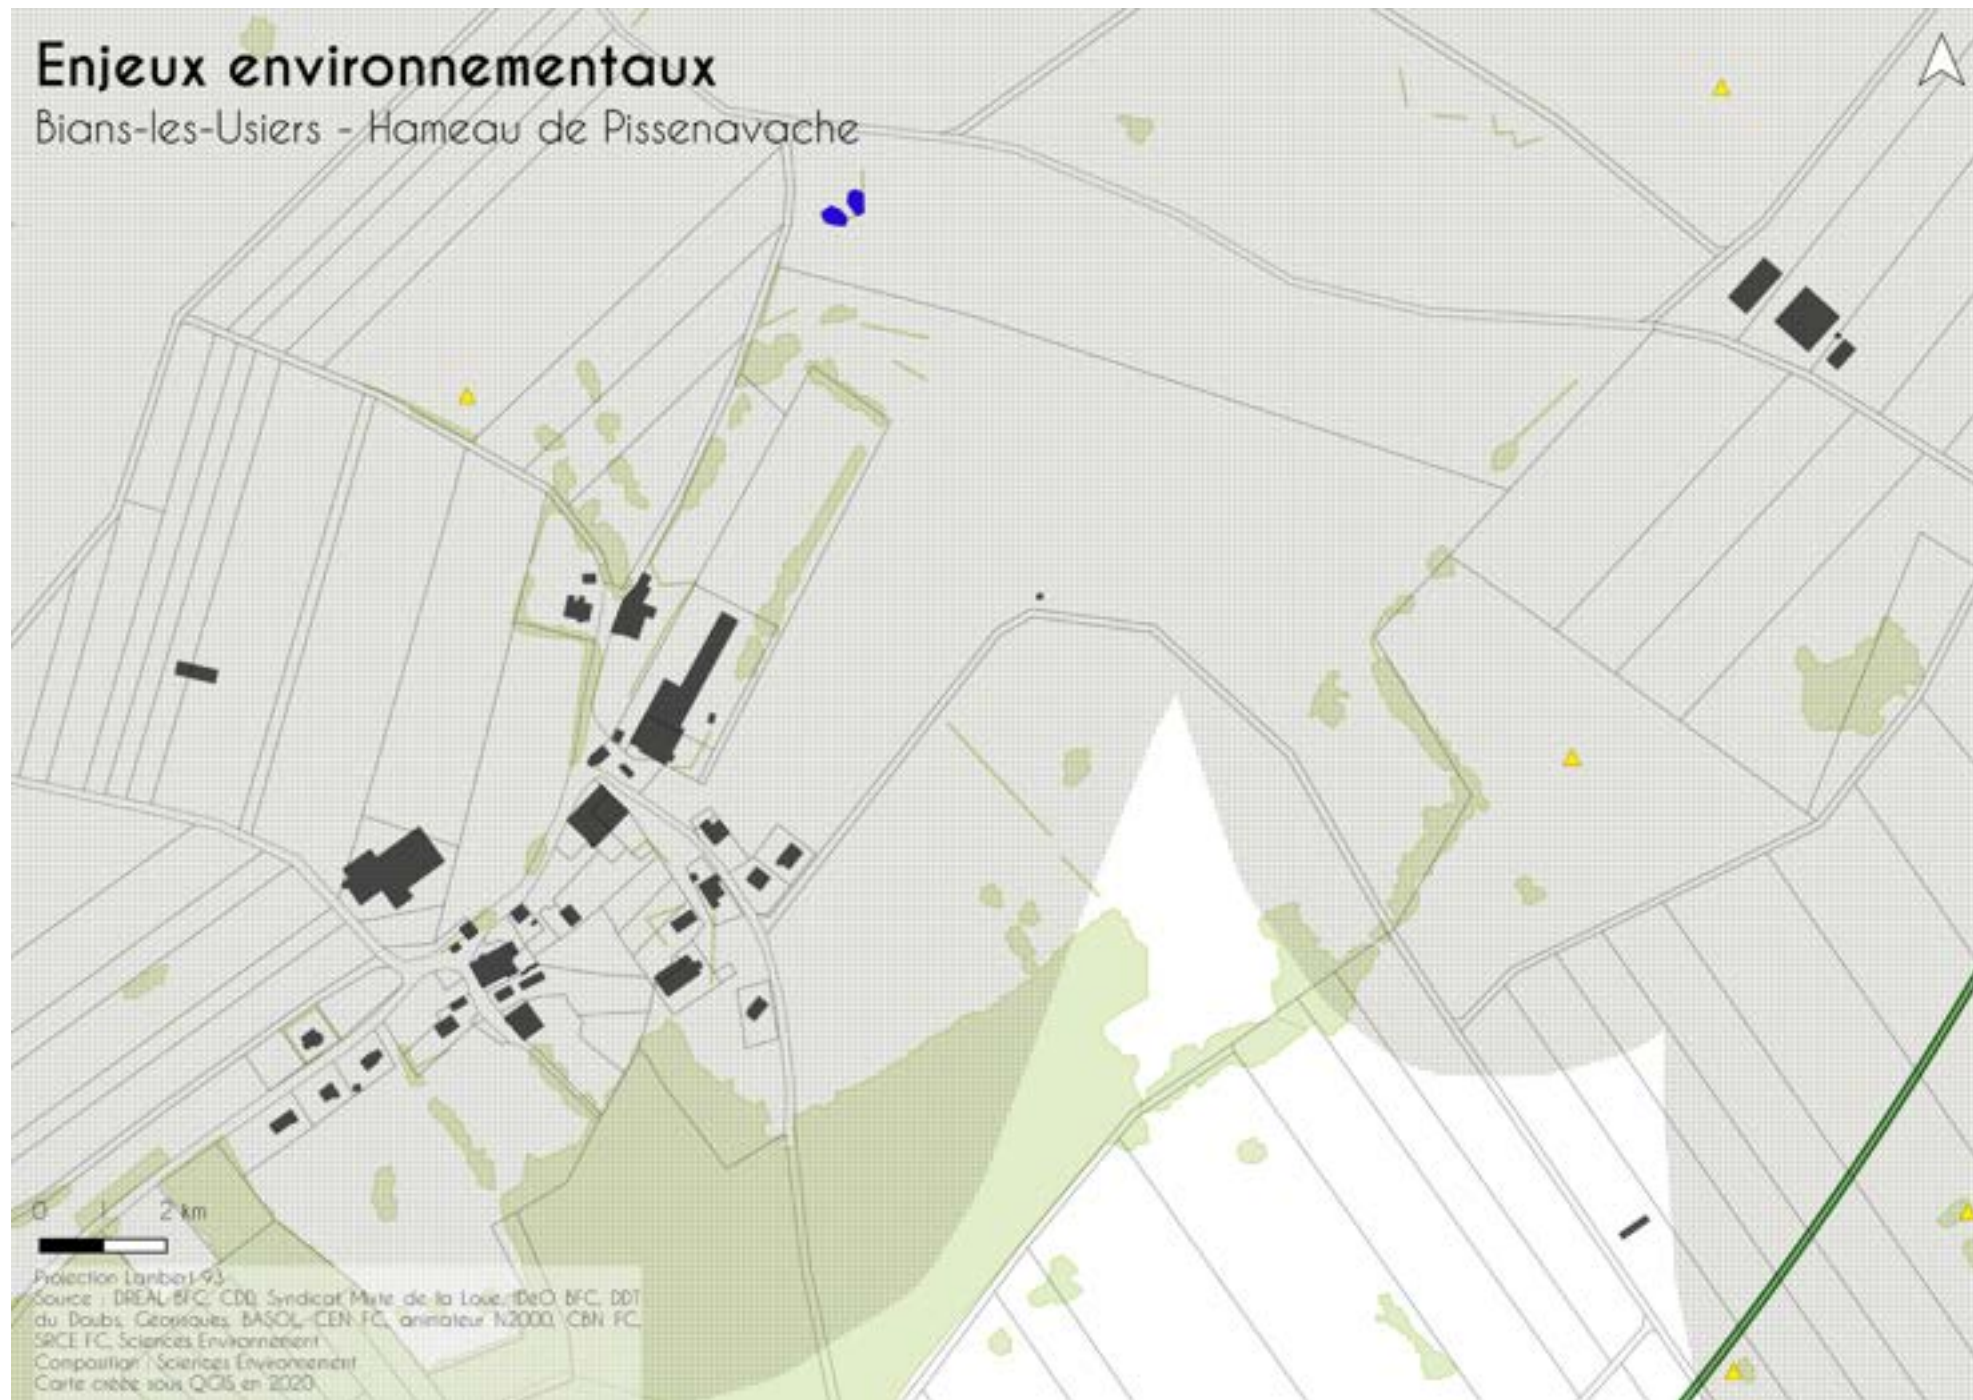 Enjeux environnementaux
Bians-les-Usiers - Hameau de Pissenavache
0 1 2 km
Projection Lambert 93
Source : DREAL BFC, CDD, Syndicat Mixte de la Loue, IDeO BFC, DDT
du Doubs, Géorisques, BASOL, CEN FC, animateur N2000, CBN FC,
SRCE FC, Sciences Environnement
Composition : Sciences Environnement
Carte créée sous QGIS en 2020